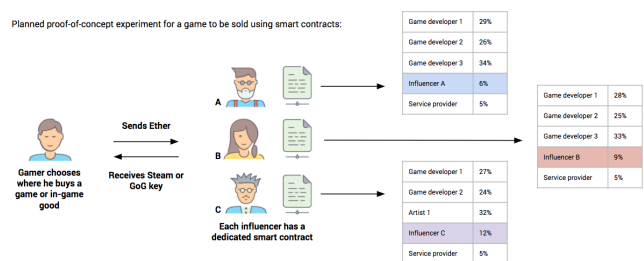 Planned proof-of-concept experiment for a game to be sold using smart contracts:
Game developer 1 29%
Game developer 2 26%
Game developer 3 34%
Influencer A 6%
Service provider 5%
A
Sends Ether
Receives Steam or
GoG key
Gamer chooses
where he buys a
game or in-game
good
B
Game developer 1 28%
Game developer 2 25%
Game developer 3 33%
Influencer B 9%
Service provider 5%
C
Each influencer has a
dedicated smart contract
Game developer 1 27%
Game developer 2 24%
Artist 1 32%
Influencer C 12%
Service provider 5%